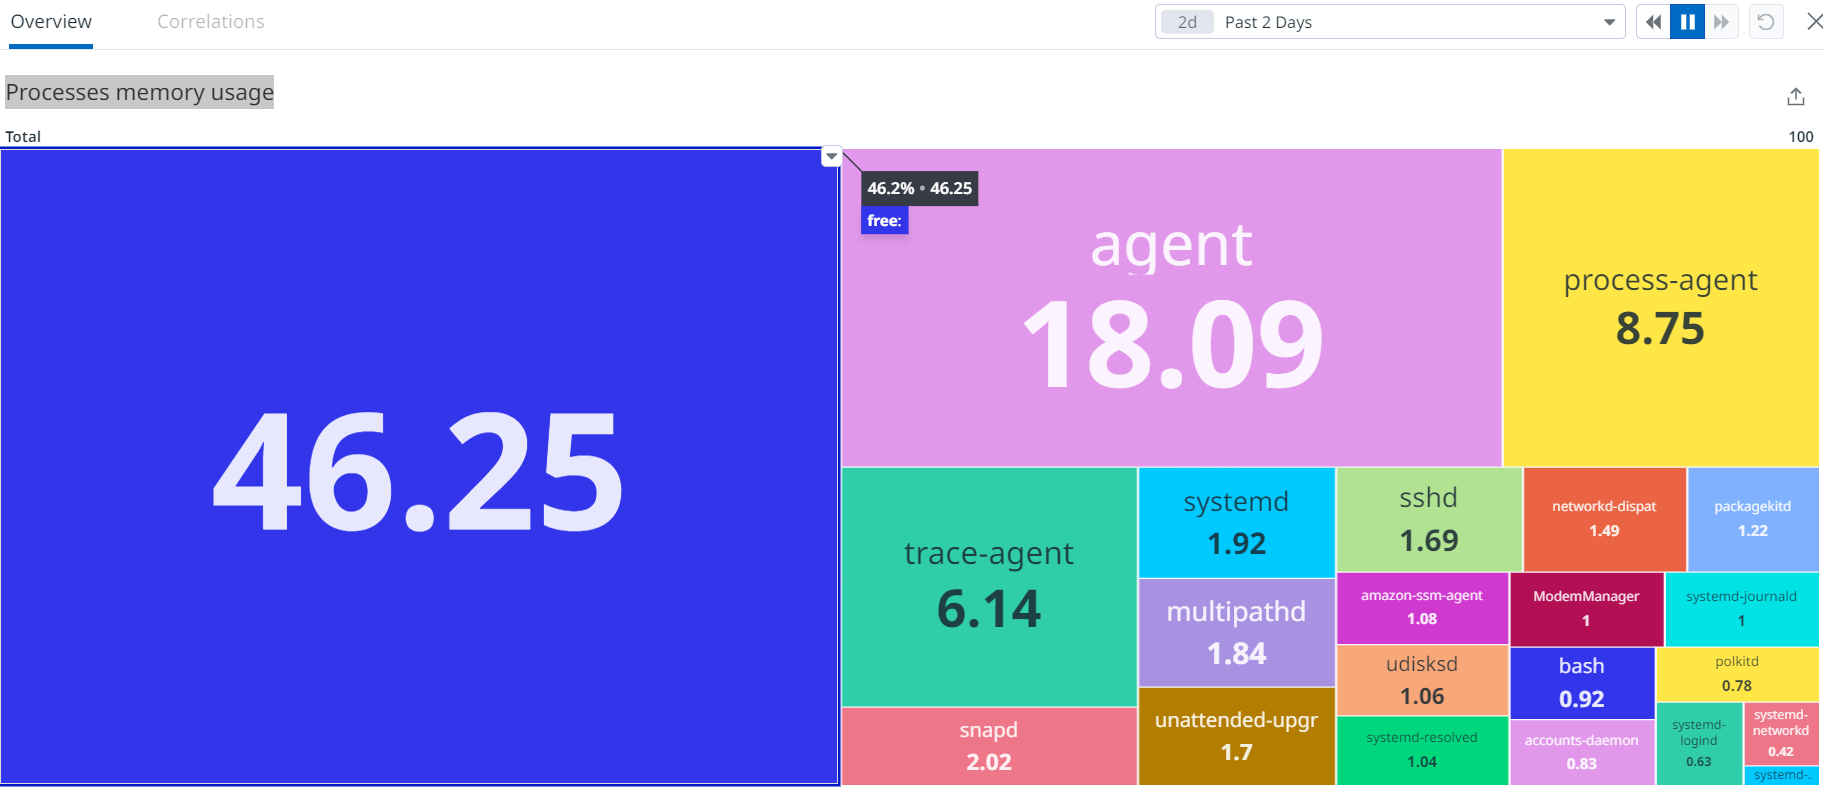 Overview
Correlations
2d Past 2 Days
Processes memory usage
Total
100
46.25
46.2% • 46.25
free:
agent
18.09
process-agent
8.75
trace-agent
6.14
snapd
2.02
systemd
1.92
multipathd
1.84
unattended-upgr
1.7
sshd
1.69
networkd-dispat
1.49
packagekitd
1.22
amazon-ssm-agent
1.08
ModemManager
1
systemd-journald
1
udisksd
1.06
bash
0.92
polkitd
0.78
systemd-resolved
1.04
accounts-daemon
0.83
systemd-
logind
0.63
systemd-
networkd
0.42
systemd-..